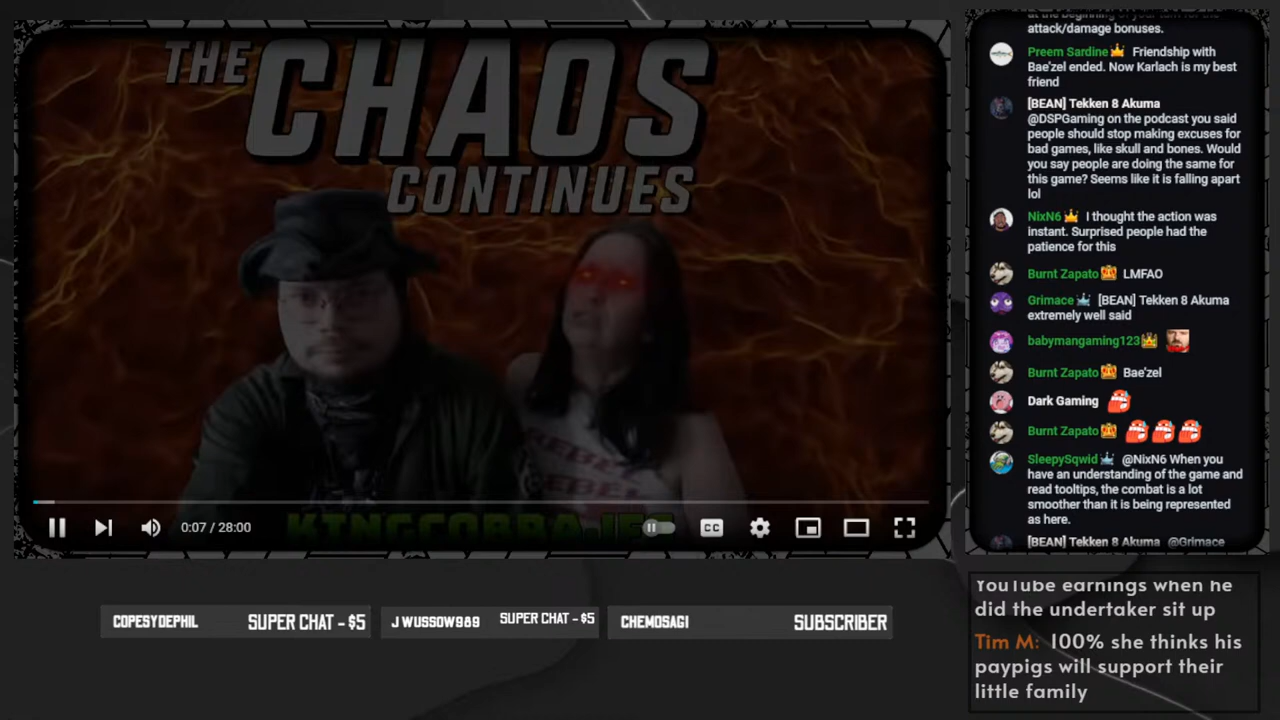 THE
CHAOS
CONTINUES
REBEL
REBEL
KINGCOBRAJFS
0:07 / 28:00
CC
attack/damage bonuses.
Preem Sardine Friendship with
Bae'zel ended. Now Karlach is my best
friend
[BEAN] Tekken 8 Akuma
@DSPGaming on the podcast you said
people should stop making excuses for
bad games, like skull and bones. Would
you say people are doing the same for
this game? Seems like it is falling apart
lol
NixN6 I thought the action was
instant. Surprised people had the
patience for this
Burnt Zapato LMFAO
Grimace [BEAN] Tekken 8 Akuma
extremely well said
babymangaming123
Burnt Zapato Bae'zel
Dark Gaming
Burnt Zapato
SleepySqwid @NixN6 When you
have an understanding of the game and
read tooltips, the combat is a lot
smoother than it is being represented
as here.
[BEAN] Tekken 8 Akuma @Grimace
COPESYDEPHIL SUPER CHAT - $5
J WUSSOW989 SUPER CHAT - $5
CHEMOSAGI SUBSCRIBER
YouTube earnings when he
did the undertaker sit up
Tim M: 100% she thinks his
paypigs will support their
little family